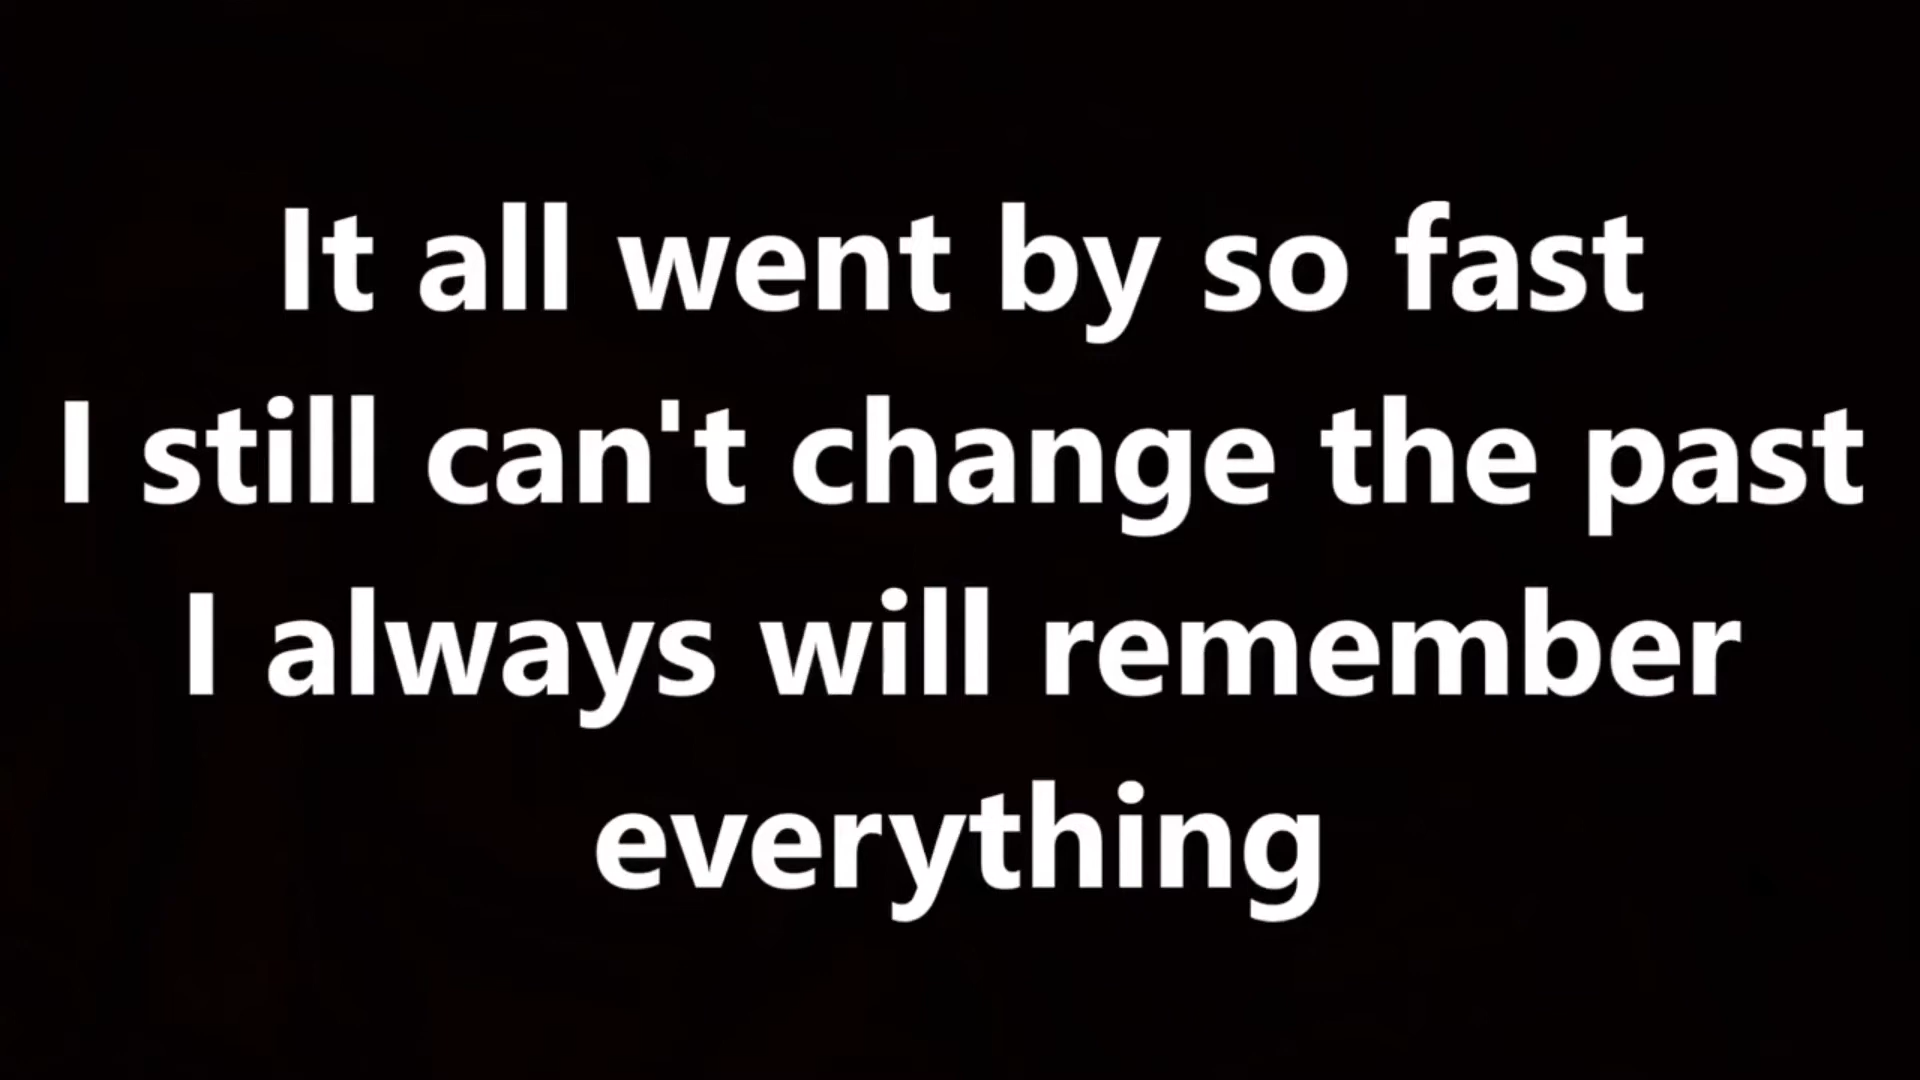 It all went by so fast
I still can't change the past
I always will remember
everything